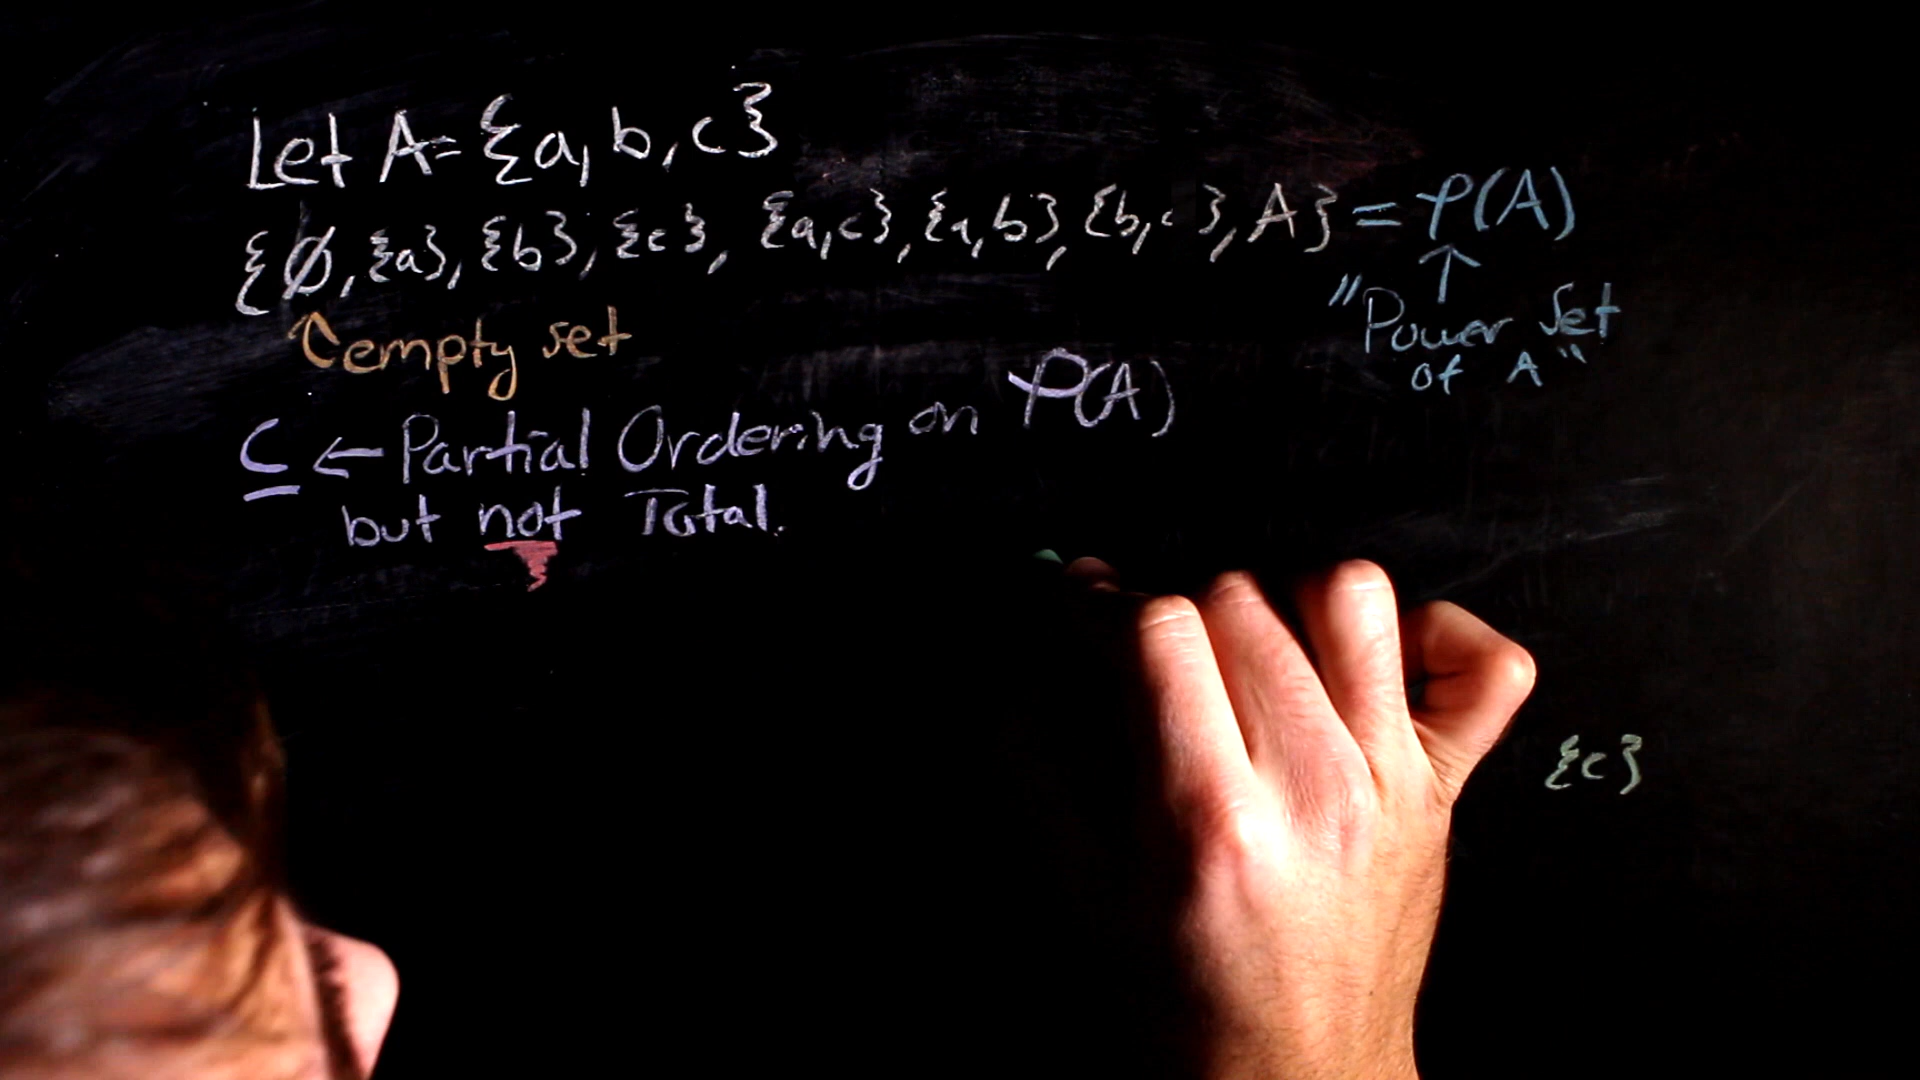 Let A = {a, b, c}
{∅, {a}, {b}, {c}, {a,c}, {a,b}, {b,c}, A} = 𝒫(A)
↑
"Power Set
of A"
empty set
⊆ ← Partial Ordering on 𝒫(A)
but not Total.
{c}